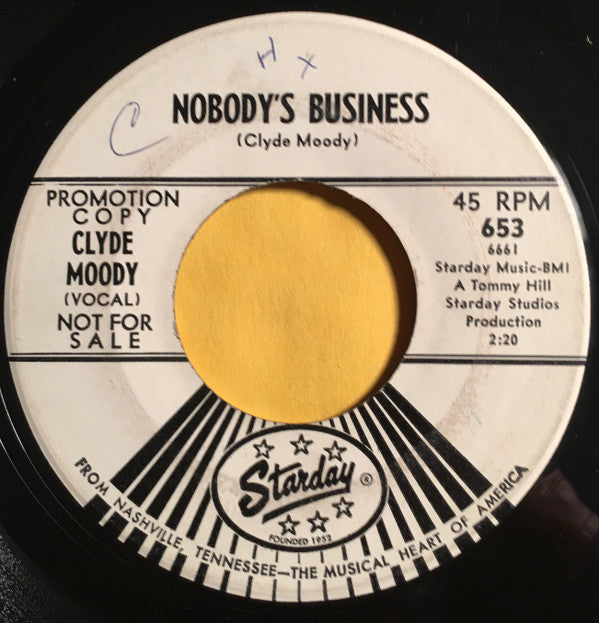 H x
C
NOBODY'S BUSINESS
(Clyde Moody)
PROMOTION
COPY
CLYDE
MOODY
(VOCAL)
NOT FOR
SALE
45 RPM
653
6661
Starday Music-BMI
A Tommy Hill
Starday Studios
Production
2:20
Starday ®
FOUNDED 1952
FROM NASHVILLE, TENNESSEE—THE MUSICAL HEART OF AMERICA